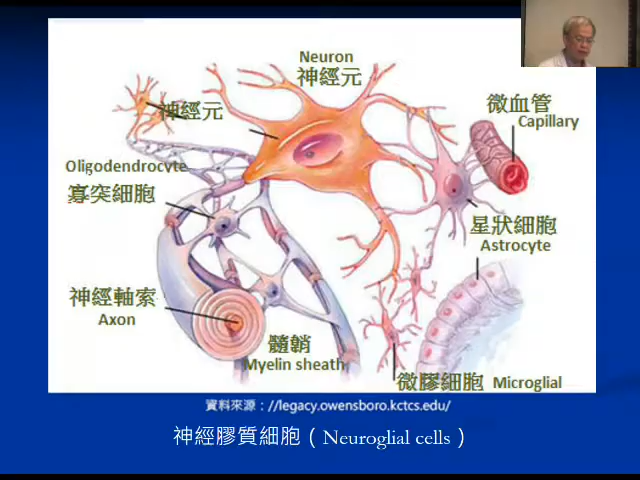 Neuron
神經元
神經元
微血管
Capillary
Oligodendrocyte
寡突細胞
星狀細胞
Astrocyte
神經軸索
Axon
髓鞘
Myelin sheath
微膠細胞 Microglial
資料來源：//legacy.owensboro.kctcs.edu/
神經膠質細胞（Neuroglial cells）